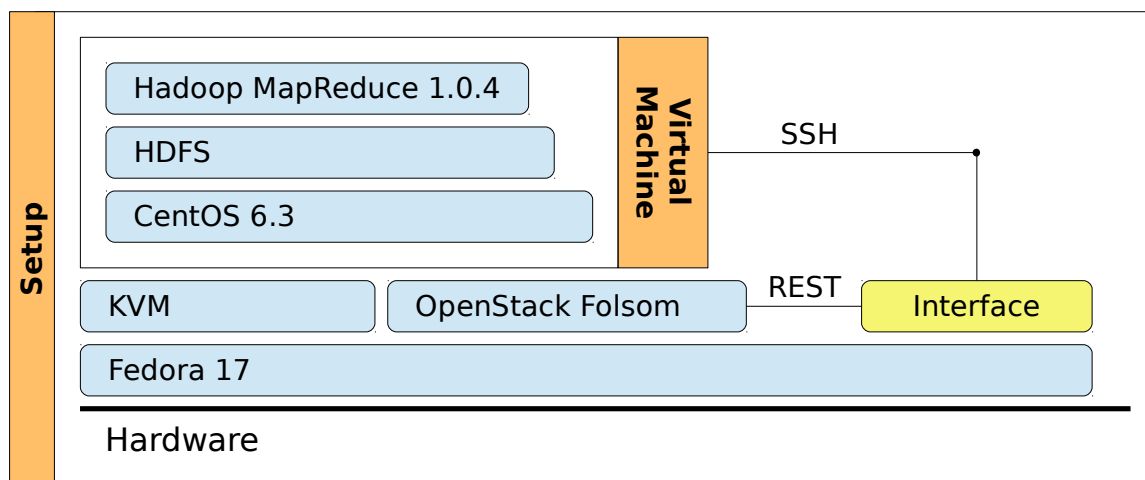 Setup
Hadoop MapReduce 1.0.4
HDFS
CentOS 6.3
Virtual
Machine
SSH
KVM
OpenStack Folsom
REST
Interface
Fedora 17
Hardware